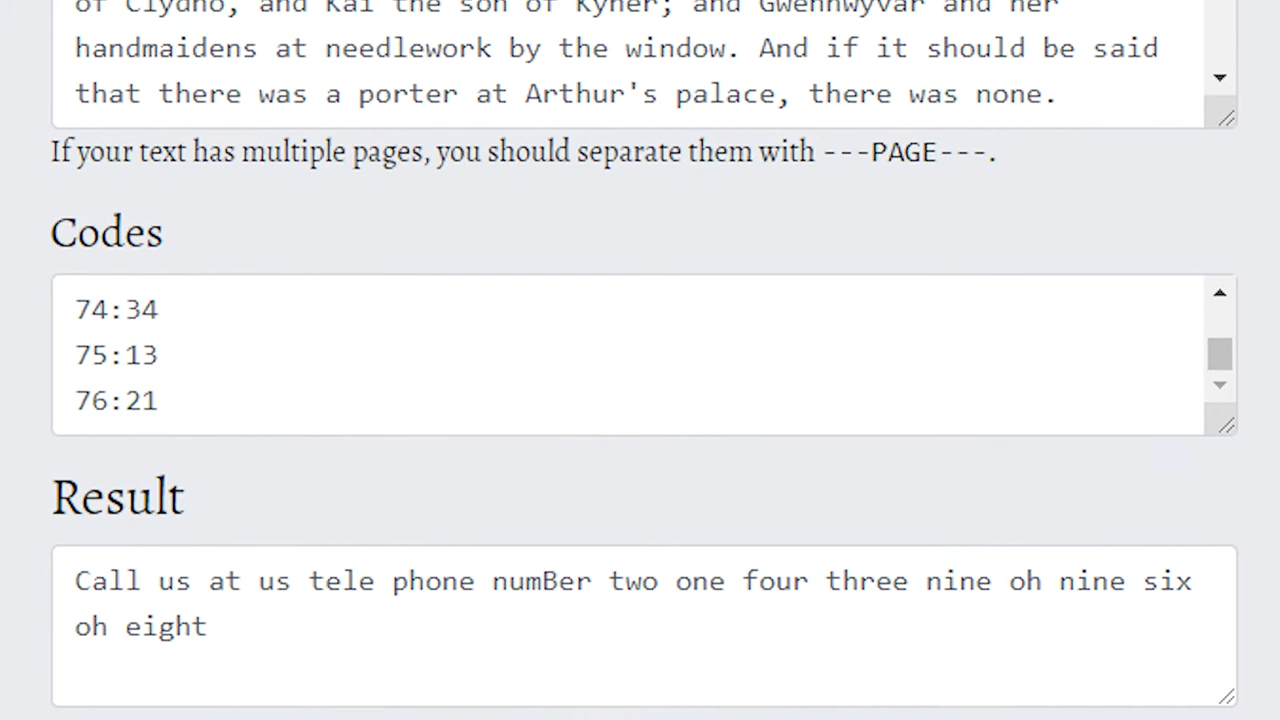 of Clydno, and Kai the son of Kyner; and Gwenhwyvar and her
handmaidens at needlework by the window. And if it should be said
that there was a porter at Arthur's palace, there was none.
If your text has multiple pages, you should separate them with ---PAGE---.
Codes
74:34
75:13
76:21
Result
Call us at us tele phone numBer two one four three nine oh nine six
oh eight